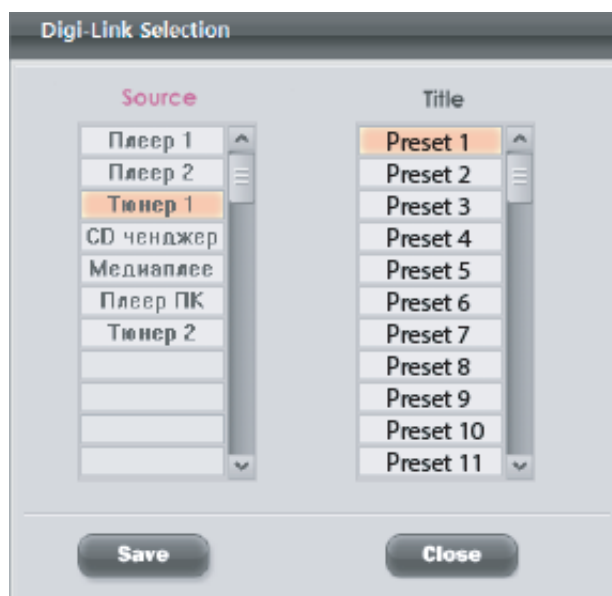 Digi-Link Selection
Source
Title
Плеер 1
Preset 1
Плеер 2
Preset 2
Тюнер 1
Preset 3
CD ченджер
Preset 4
Медиаплее
Preset 5
Плеер ПК
Preset 6
Тюнер 2
Preset 7
Preset 8
Preset 9
Preset 10
Preset 11
Save
Close